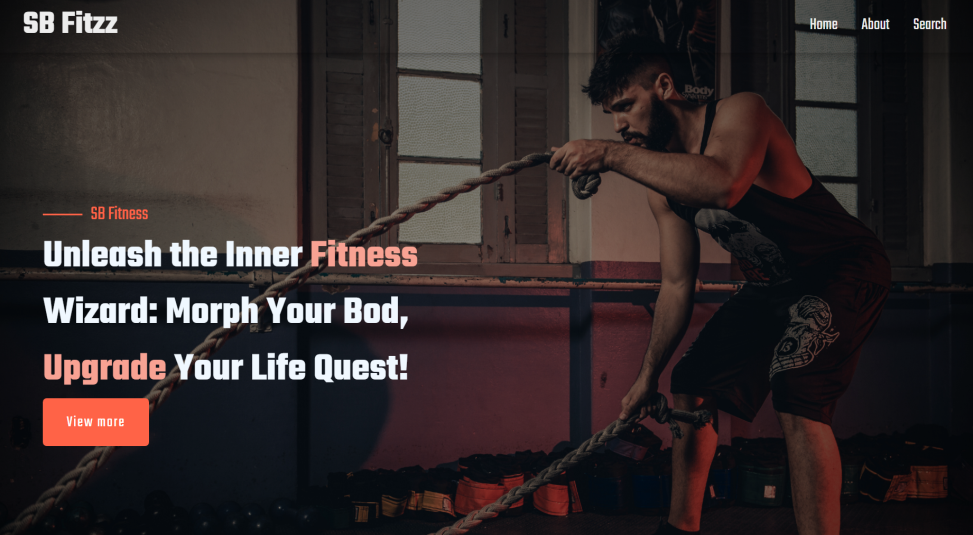 SB Fitzz
Home About Search
Body
SB Fitness
Unleash the Inner Fitness
Wizard: Morph Your Bod,
Upgrade Your Life Quest!
View more